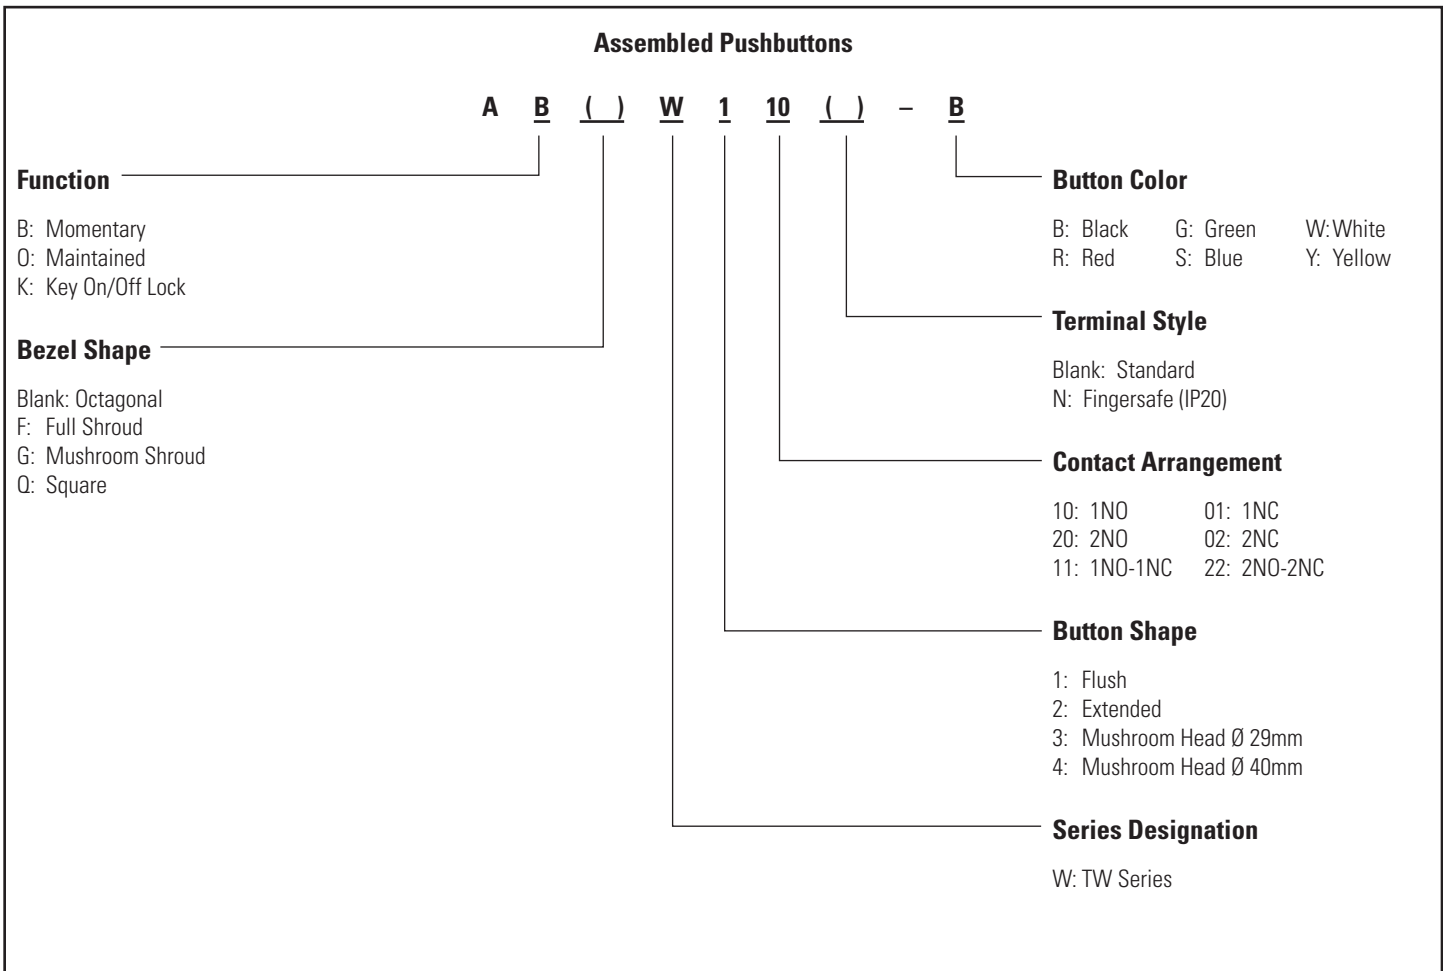 Assembled Pushbuttons
A B ( ) W 1 10 ( ) – B
Function
B: Momentary
O: Maintained
K: Key On/Off Lock
Bezel Shape
Blank: Octagonal
F: Full Shroud
G: Mushroom Shroud
Q: Square
Button Color
B: Black G: Green W: White
R: Red S: Blue Y: Yellow
Terminal Style
Blank: Standard
N: Fingersafe (IP20)
Contact Arrangement
10: 1NO 01: 1NC
20: 2NO 02: 2NC
11: 1NO-1NC 22: 2NO-2NC
Button Shape
1: Flush
2: Extended
3: Mushroom Head Ø 29mm
4: Mushroom Head Ø 40mm
Series Designation
W: TW Series